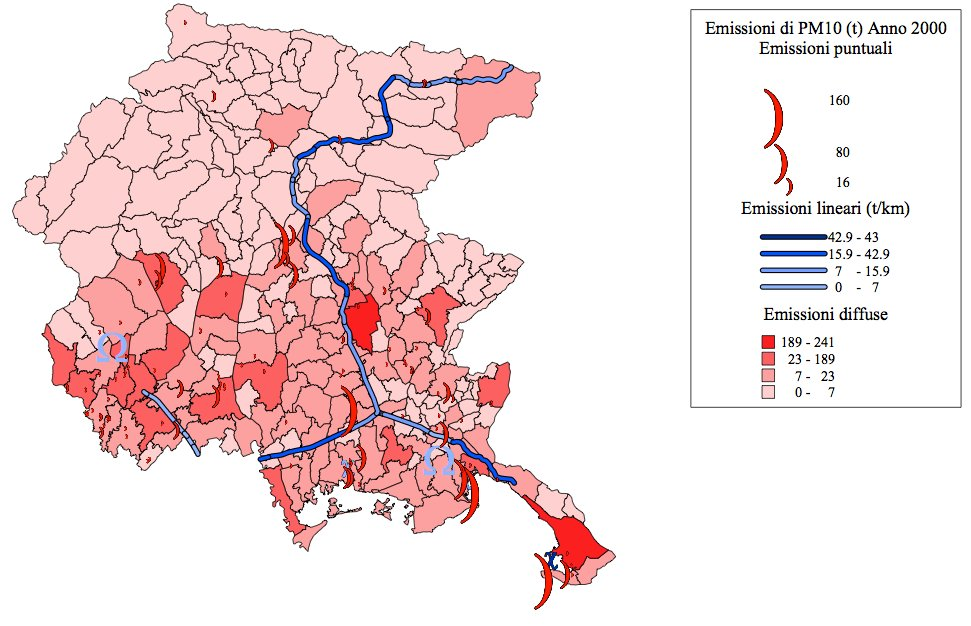 Emissioni di PM10 (t) Anno 2000
Emissioni puntuali
160
80
16
Emissioni lineari (t/km)
42.9 - 43
15.9 - 42.9
7 - 15.9
0 - 7
Emissioni diffuse
189 - 241
23 - 189
7 - 23
0 - 7
Ω
Ω